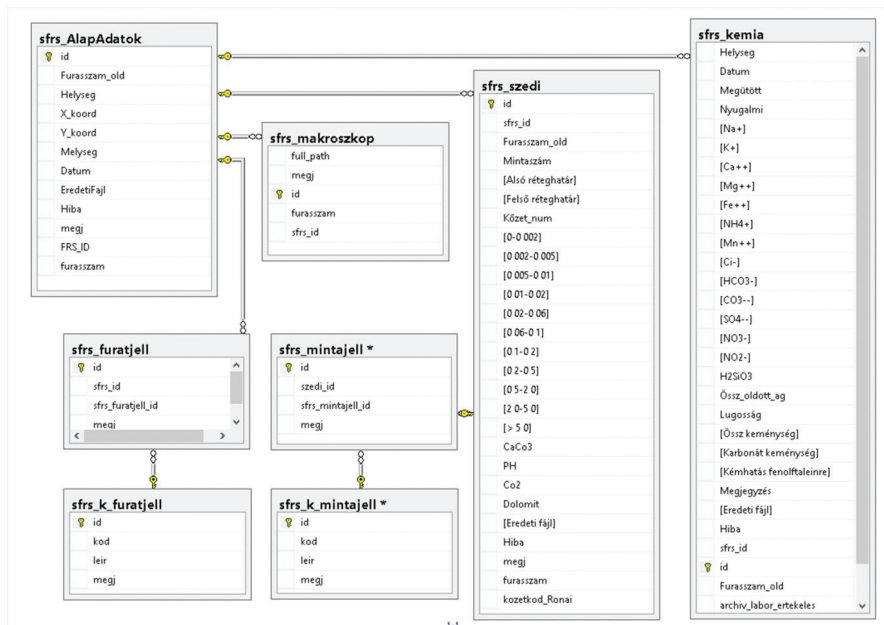 sfrs_AlapAdatok
id
Furasszam_old
Helyseg
X_koord
Y_koord
Melyseg
Datum
EredetiFajl
Hiba
megj
FRS_ID
furasszam
sfrs_makroszkop
full_path
megj
id
furasszam
sfrs_id
sfrs_furatjell
id
sfrs_id
sfrs_furatjell_id
megj
sfrs_k_furatjell
id
kod
leir
megj
sfrs_mintajell *
id
szedi_id
sfrs_mintajell_id
megj
sfrs_k_mintajell *
id
kod
leir
megj
sfrs_szedi
id
sfrs_id
Furasszam_old
Mintaszám
[Alsó réteghatár]
[Felső réteghatár]
Kőzet_num
[0-0 002]
[0 002-0 005]
[0 005-0 01]
[0 01-0 02]
[0 02-0 06]
[0 06-0 1]
[0 1-0 2]
[0 2-0 5]
[0 5-2 0]
[2 0-5 0]
[> 5 0]
CaCo3
PH
Co2
Dolomit
[Eredeti fájl]
Hiba
megj
furasszam
kozetkod_Ronai
sfrs_kemia
Helyseg
Datum
Megütött
Nyugalmi
[Na+]
[K+]
[Ca++]
[Mg++]
[Fe++]
[NH4+]
[Mn++]
[Cl-]
[HCO3-]
[CO3--]
[SO4--]
[NO3-]
[NO2-]
H2SiO3
Össz_oldott_ag
Lugosság
[Össz keménység]
[Karbonát keménység]
[Kémhatás fenolftaleinre]
Megjegyzés
[Eredeti fájl]
Hiba
sfrs_id
id
Furasszam_old
archiv_labor_ertekeles